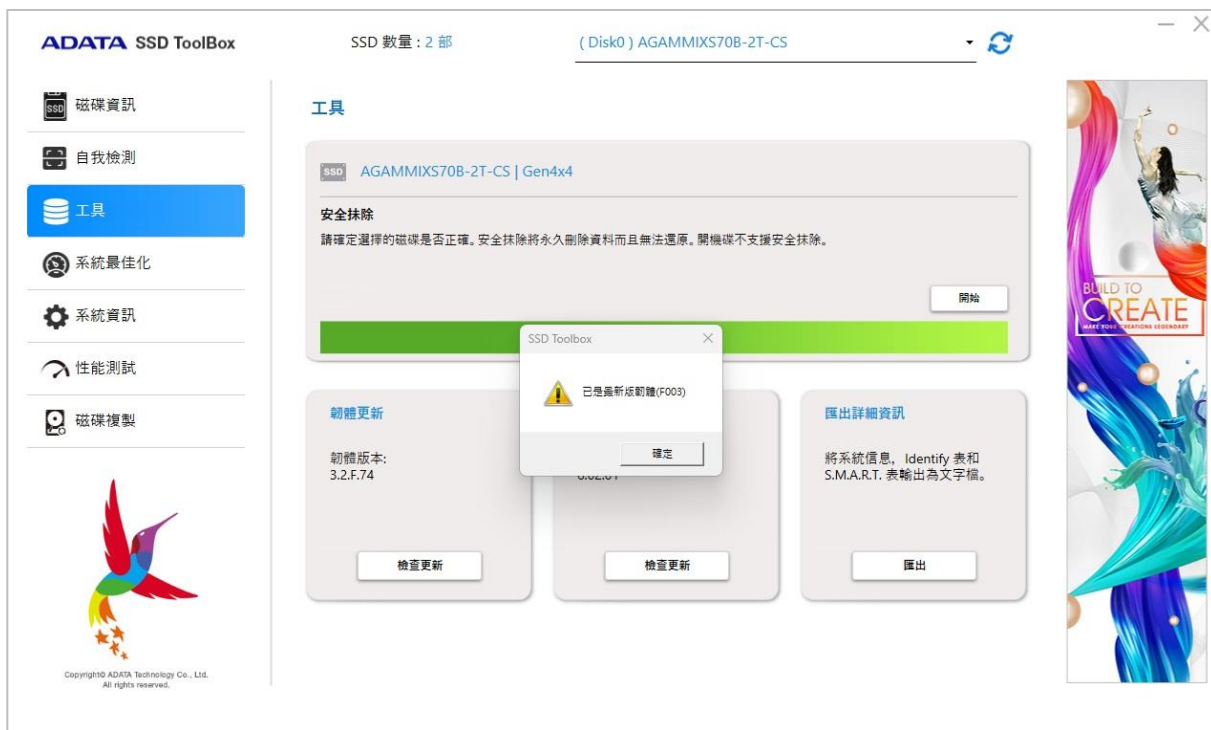 ADATA SSD ToolBox
SSD 數量 : 2 部
( Disk0 ) AGAMMIXS70B-2T-CS
磁碟資訊
自我檢測
工具
系統最佳化
系統資訊
性能測試
磁碟複製
Copyright© ADATA Technology Co., Ltd.
All rights reserved.
工具
SSD
AGAMMIXS70B-2T-CS | Gen4x4
安全抹除
請確定選擇的磁碟是否正確。安全抹除將永久刪除資料而且無法還原。開機碟不支援安全抹除。
開始
SSD Toolbox
已是最新版韌體(F003)
確定
韌體更新
韌體版本:
3.2.F.74
檢查更新
檢查更新
匯出詳細資訊
將系統信息, Identify 表和
S.M.A.R.T. 表輸出為文字檔。
匯出
BUILD TO
CREATE
MAKE YOUR CREATIONS LEGENDARY